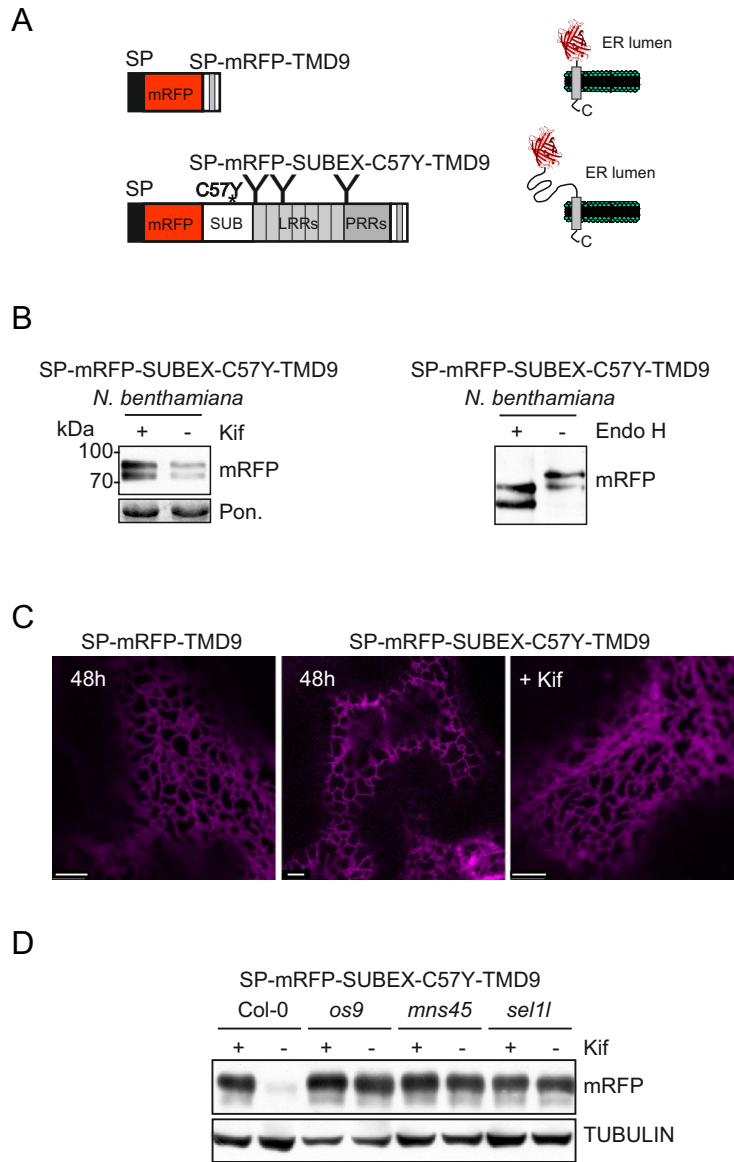 A
SP SP-mRFP-TMD9
mRFP
ER lumen
C
SP-mRFP-SUBEX-C57Y-TMD9
SP C57Y
*
mRFP SUB LRRs PRRs
ER lumen
C
B
SP-mRFP-SUBEX-C57Y-TMD9
N. benthamiana
kDa + - Kif
100
70
mRFP
Pon.
SP-mRFP-SUBEX-C57Y-TMD9
N. benthamiana
+ - Endo H
mRFP
C
SP-mRFP-TMD9 SP-mRFP-SUBEX-C57Y-TMD9
48h 48h + Kif
D
SP-mRFP-SUBEX-C57Y-TMD9
Col-0 os9 mns45 sel1l
+ - + - + - + - Kif
mRFP
TUBULIN